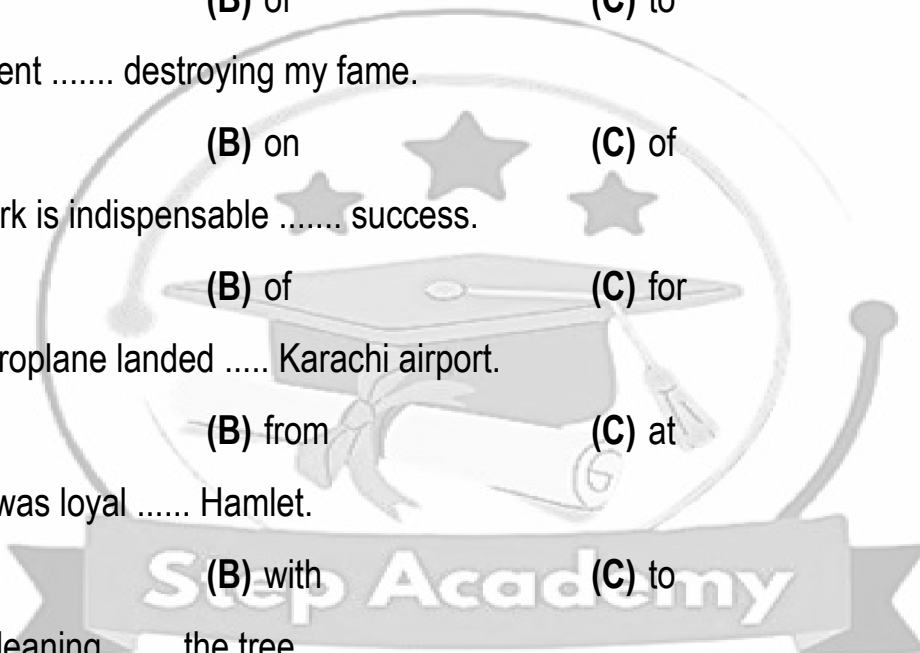 (B) of (C) to
ent ....... destroying my fame.
(B) on (C) of
rk is indispensable ....... success.
(B) of (C) for
roplane landed ..... Karachi airport.
(B) from (C) at
was loyal ...... Hamlet.
(B) with (C) to
Step Academy
leaning ...... the tree